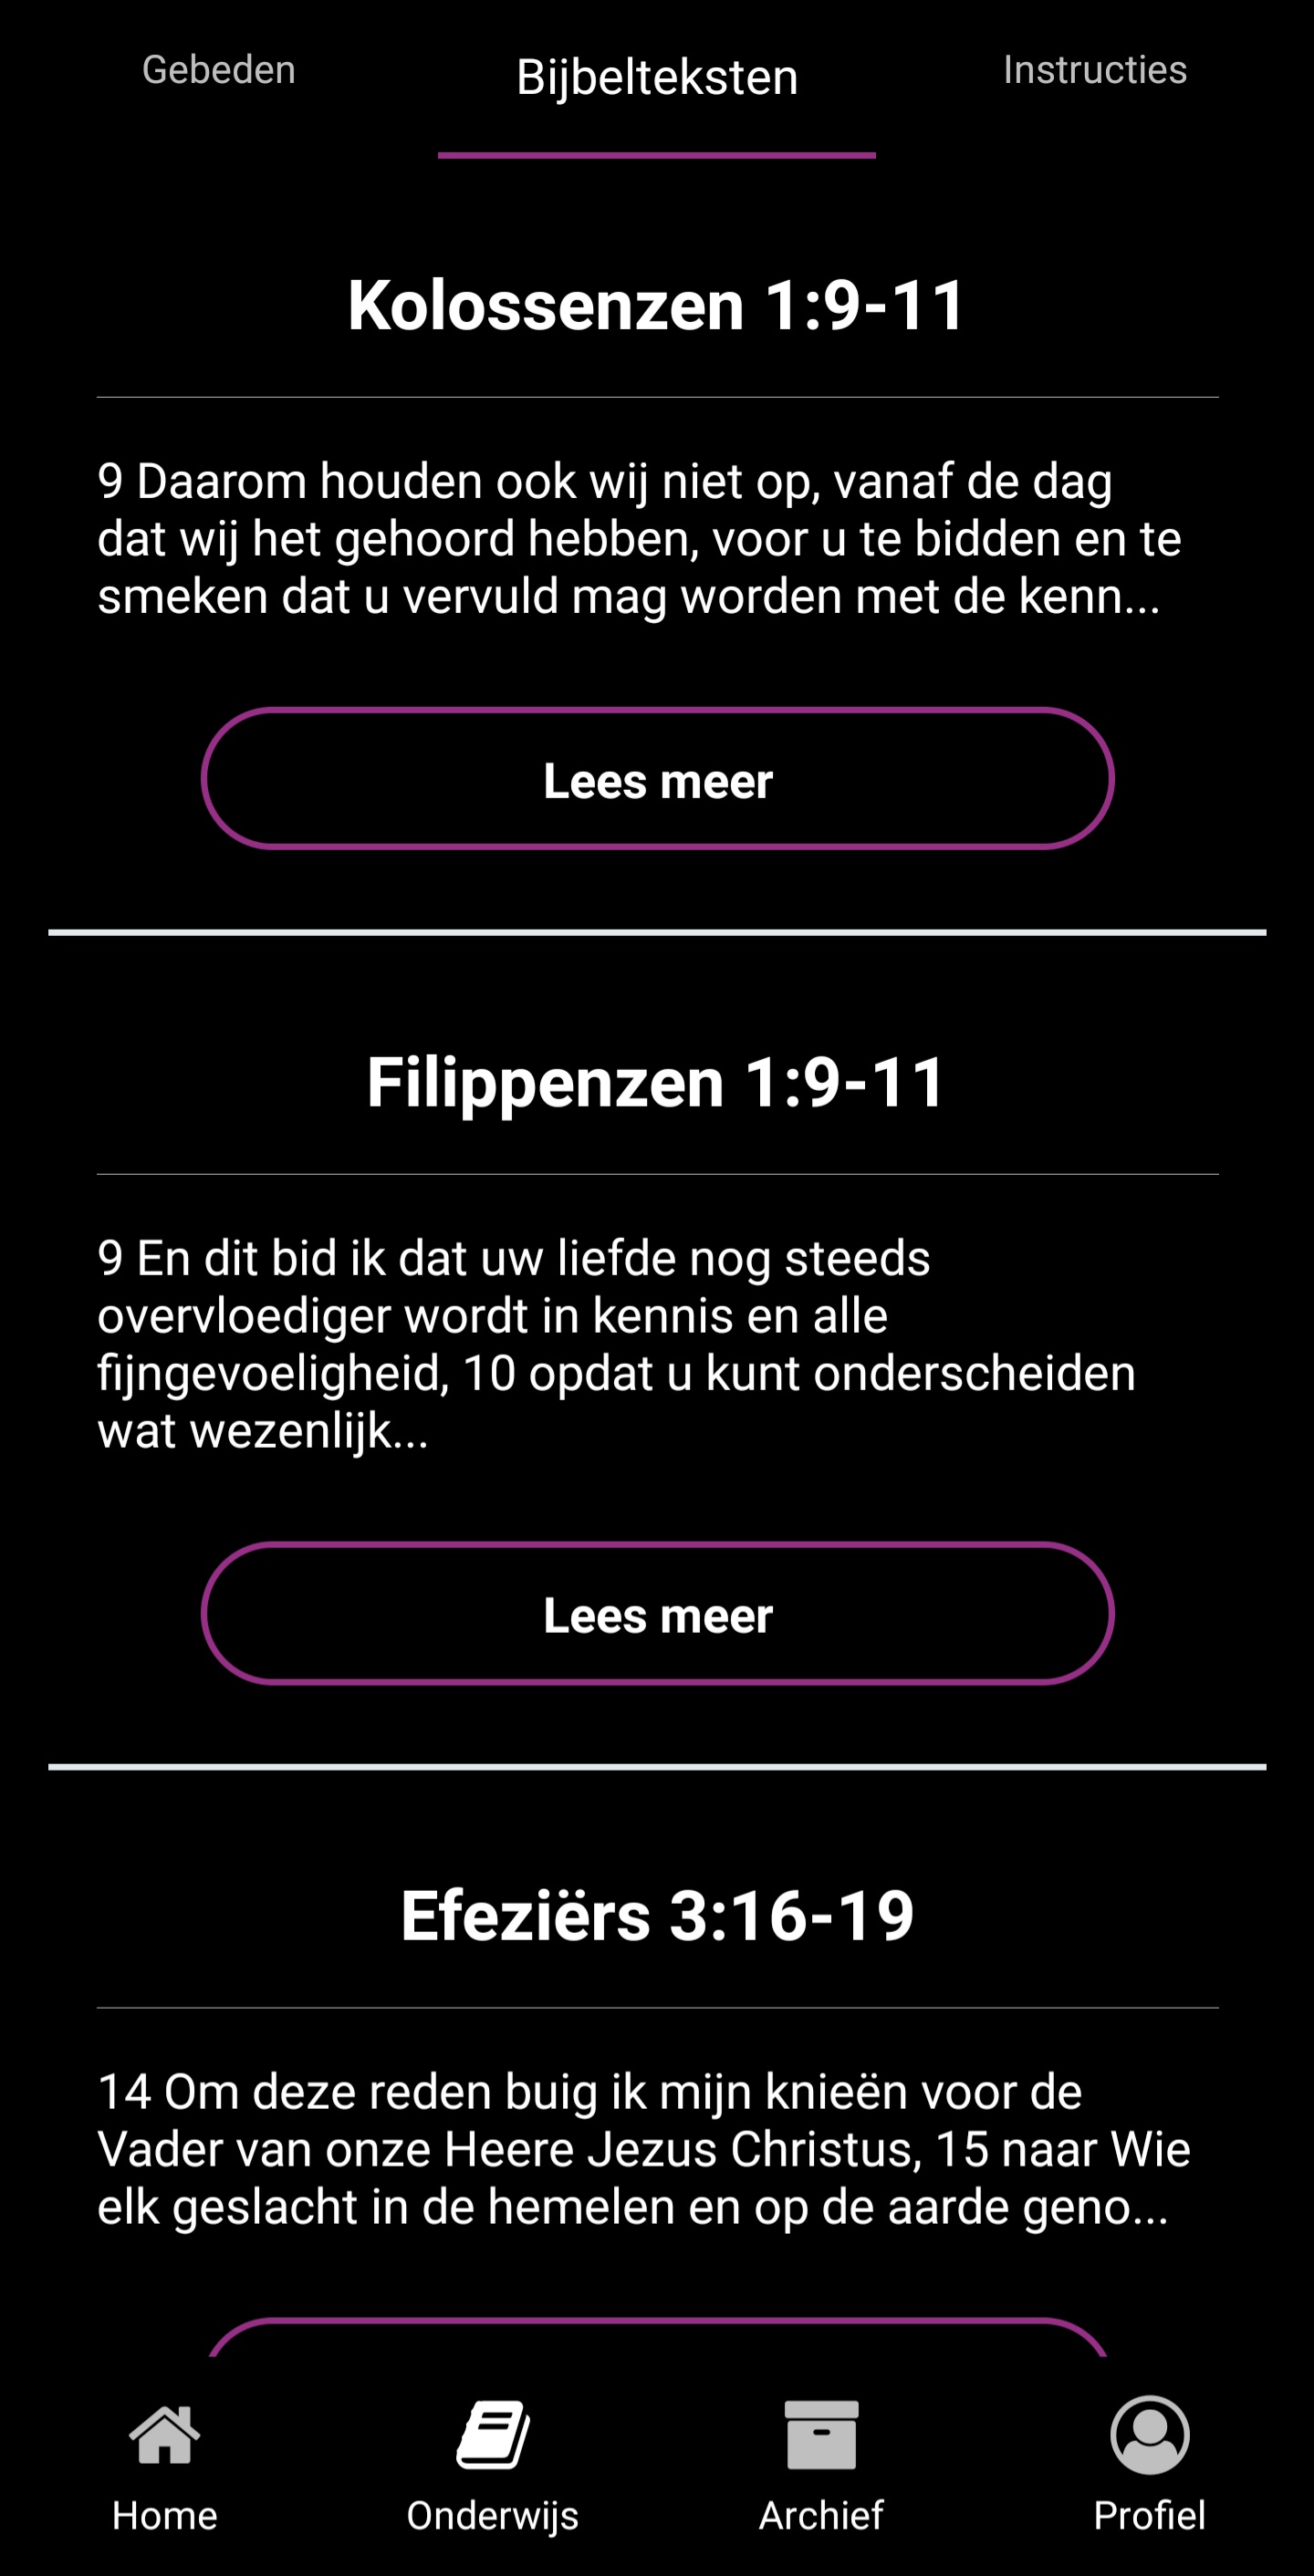 Gebeden
Bijbelteksten
Instructies
Kolossenzen 1:9-11
9 Daarom houden ook wij niet op, vanaf de dag
dat wij het gehoord hebben, voor u te bidden en te
smeken dat u vervuld mag worden met de kenn...
Lees meer
Filippenzen 1:9-11
9 En dit bid ik dat uw liefde nog steeds
overvloediger wordt in kennis en alle
fijngevoeligheid, 10 opdat u kunt onderscheiden
wat wezenlijk...
Lees meer
Efeziërs 3:16-19
14 Om deze reden buig ik mijn knieën voor de
Vader van onze Heere Jezus Christus, 15 naar Wie
elk geslacht in de hemelen en op de aarde geno...
Home
Onderwijs
Archief
Profiel